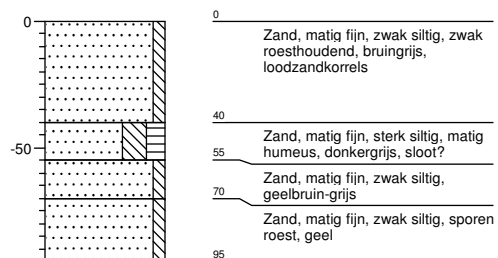 0
0
Zand, matig fijn, zwak siltig, zwak
roesthoudend, bruingrijs,
loodzandkorrels
40
Zand, matig fijn, sterk siltig, matig
humeus, donkergrijs, sloot?
-50
55
Zand, matig fijn, zwak siltig,
geelbruin-grijs
70
Zand, matig fijn, zwak siltig, sporen
roest, geel
95